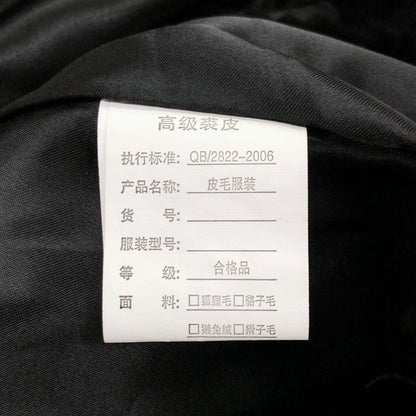 高级裘皮
执行标准: QB/2822-2006
产品名称: 皮毛服装
货 号:
服装型号:
等 级: 合格品
面 料: □狐狸毛□貉子毛
□獭兔绒□猾子毛